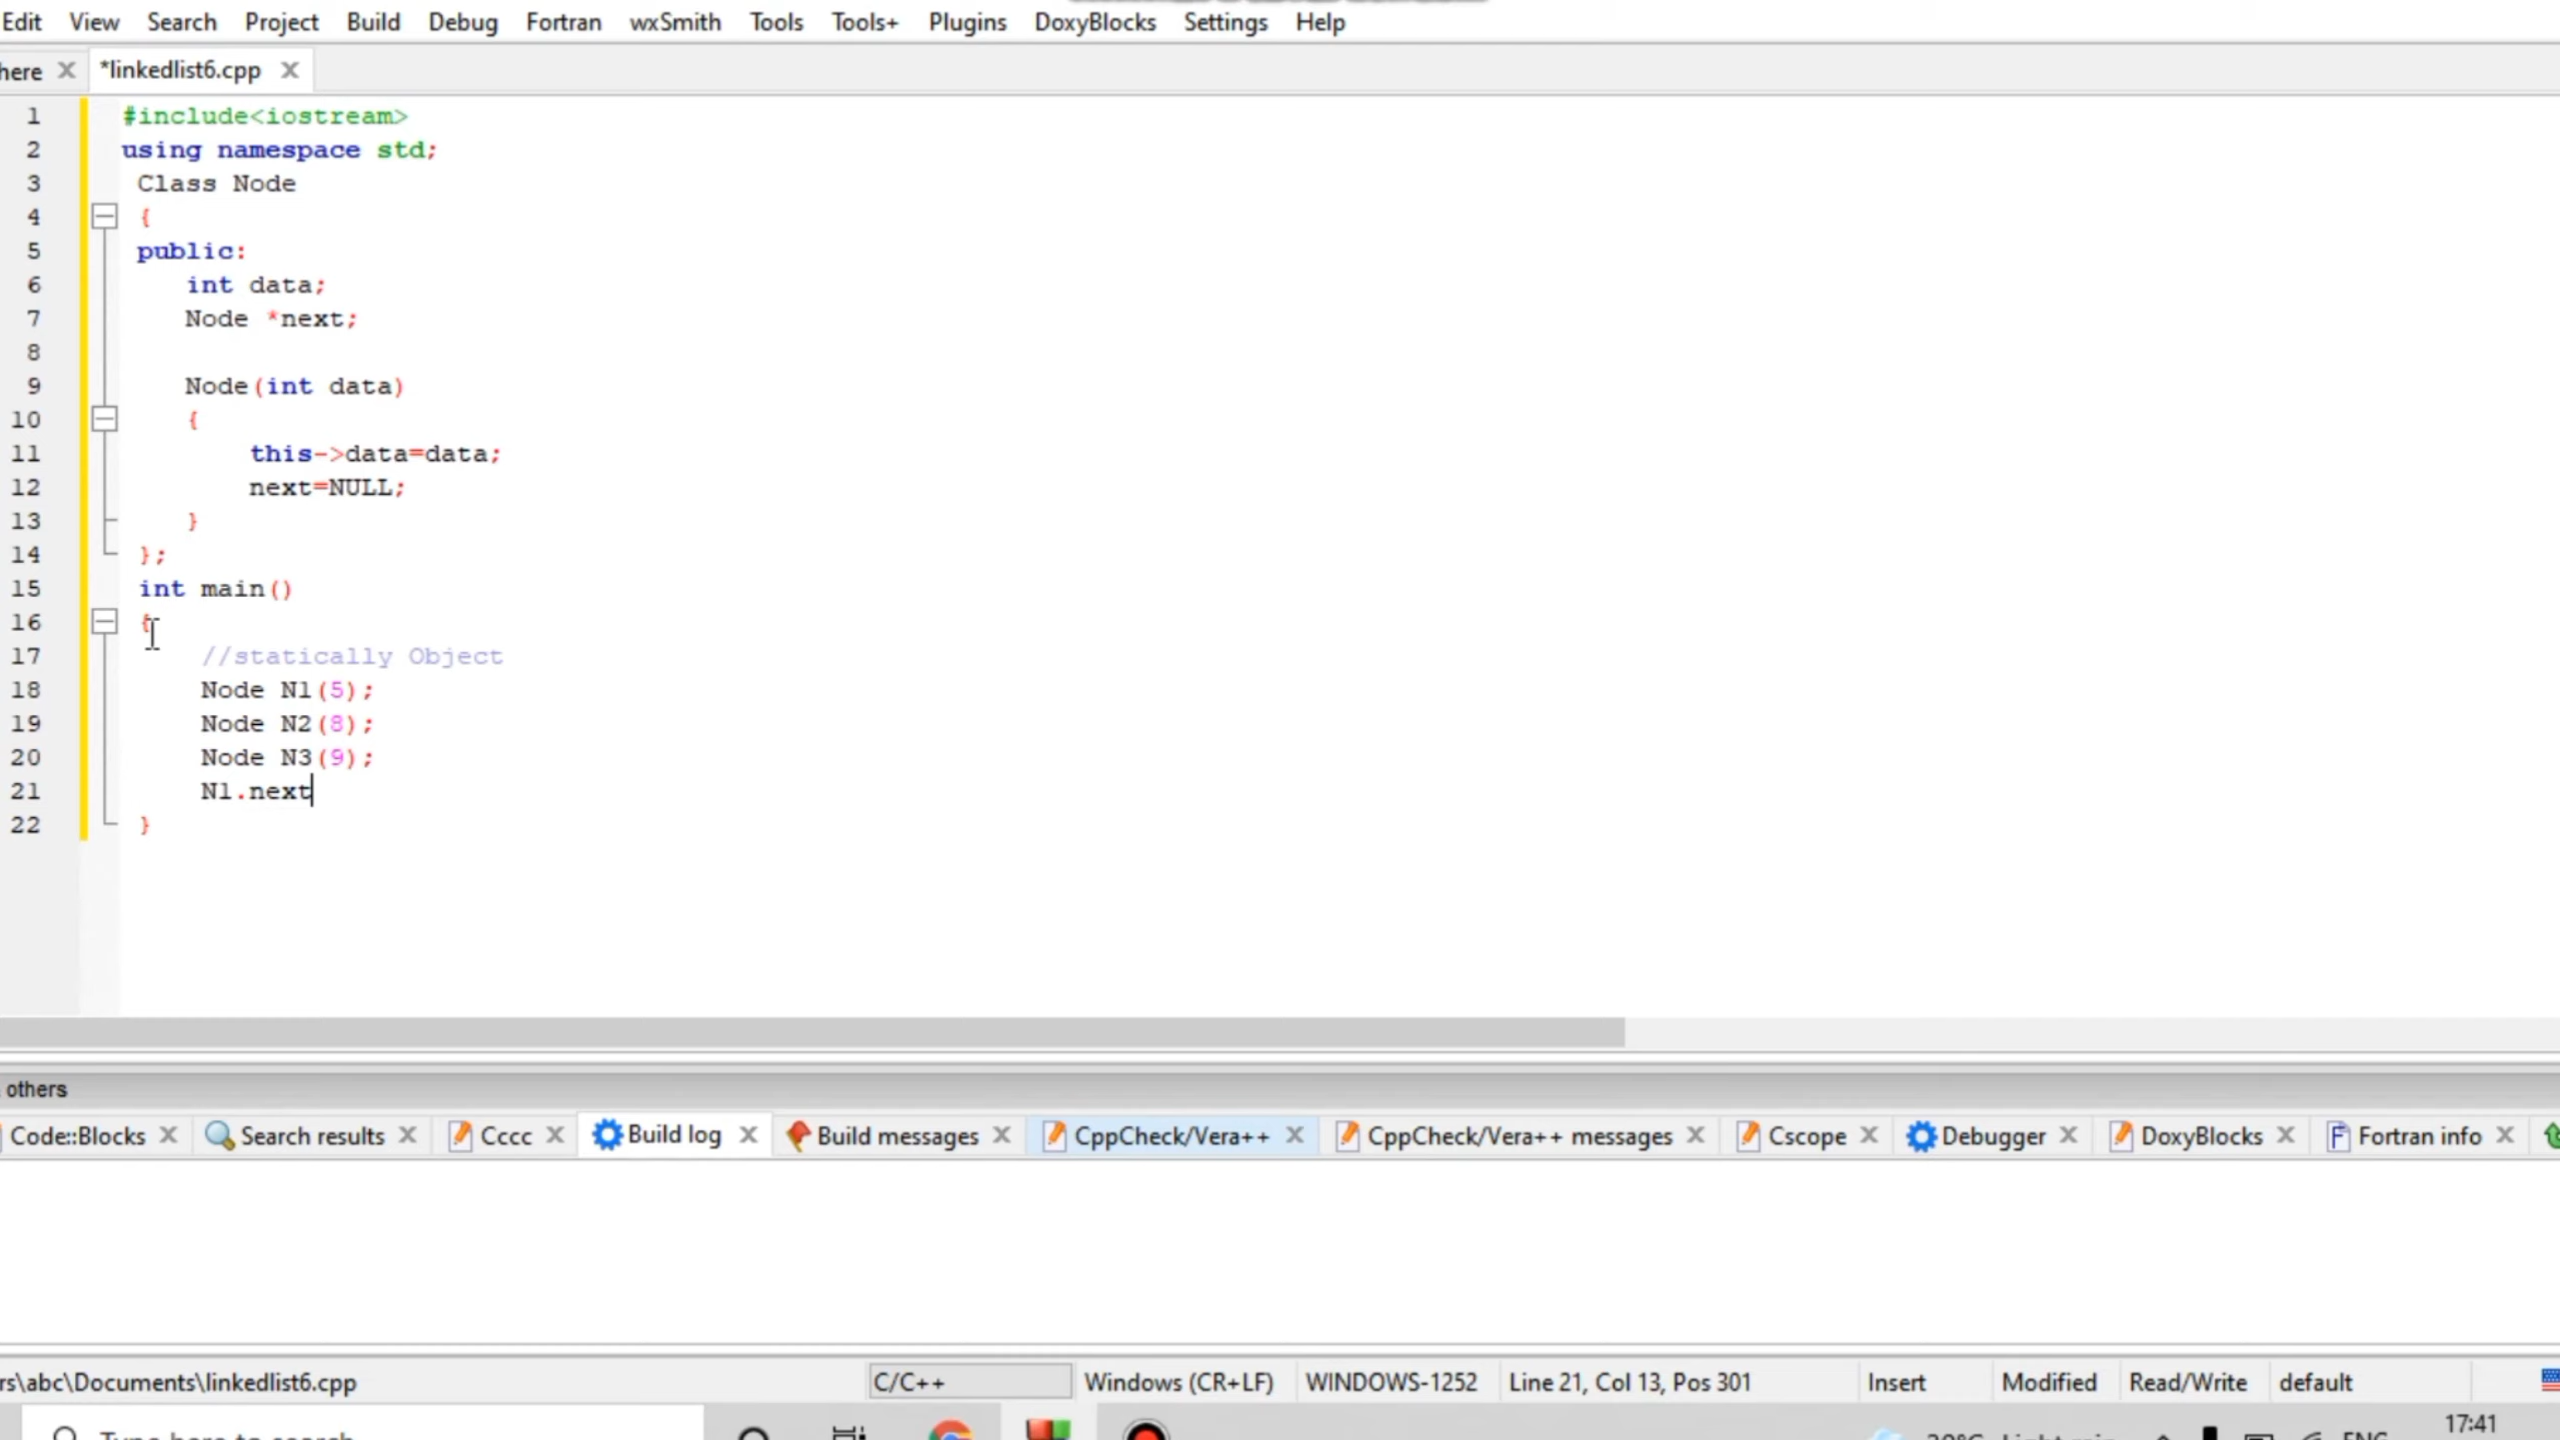 Edit View Search Project Build Debug Fortran wxSmith Tools Tools+ Plugins DoxyBlocks Settings Help
here *linkedlist6.cpp
1 #include<iostream>
2 using namespace std;
3 Class Node
4 {
5 public:
6 int data;
7 Node *next;
8
9 Node(int data)
10 {
11 this->data=data;
12 next=NULL;
13 }
14 };
15 int main()
16 {
17 //statically Object
18 Node N1(5);
19 Node N2(8);
20 Node N3(9);
21 N1.next
22 }
others
Code::Blocks Search results Cccc Build log Build messages CppCheck/Vera++ CppCheck/Vera++ messages Cscope Debugger DoxyBlocks Fortran info
rs\abc\Documents\linkedlist6.cpp C/C++ Windows (CR+LF) WINDOWS-1252 Line 21, Col 13, Pos 301 Insert Modified Read/Write default
Type here to search 17:41